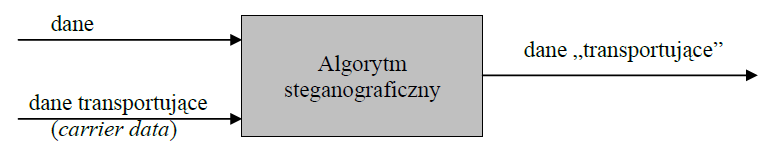 dane
dane transportujące
(carrier data)
Algorytm
steganograficzny
dane „transportujące”